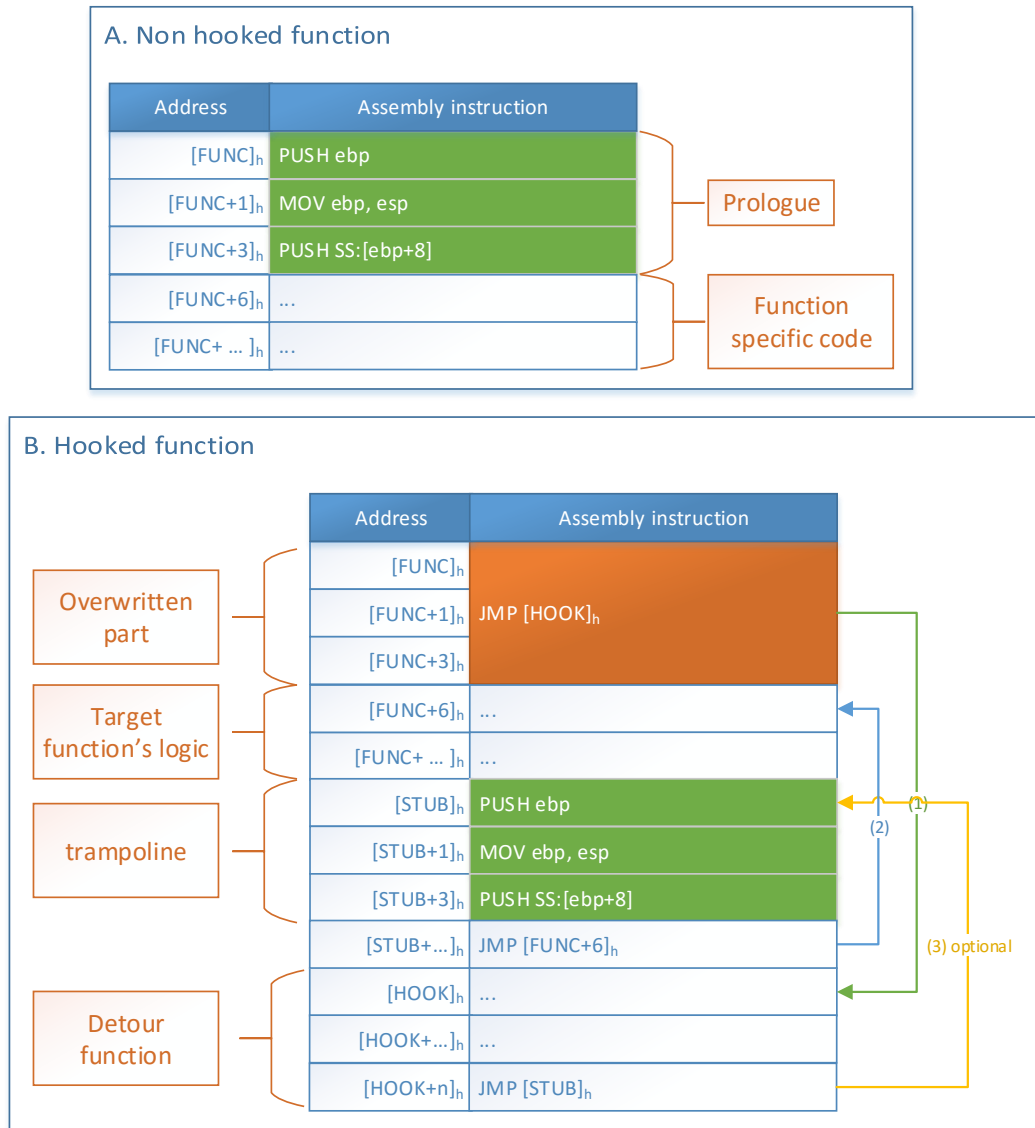 A. Non hooked function
Address Assembly instruction
[FUNC]h PUSH ebp
[FUNC+1]h MOV ebp, esp
[FUNC+3]h PUSH SS:[ebp+8]
[FUNC+6]h ...
[FUNC+ ... ]h ...
Prologue
Function
specific code
B. Hooked function
Address Assembly instruction
[FUNC]h
[FUNC+1]h JMP [HOOK]h
[FUNC+3]h
[FUNC+6]h ...
[FUNC+ ... ]h ...
[STUB]h PUSH ebp
[STUB+1]h MOV ebp, esp
[STUB+3]h PUSH SS:[ebp+8]
[STUB+...]h JMP [FUNC+6]h
[HOOK]h ...
[HOOK+...]h ...
[HOOK+n]h JMP [STUB]h
Overwritten
part
Target
function’s logic
trampoline
Detour
function
(1)
(2)
(3) optional